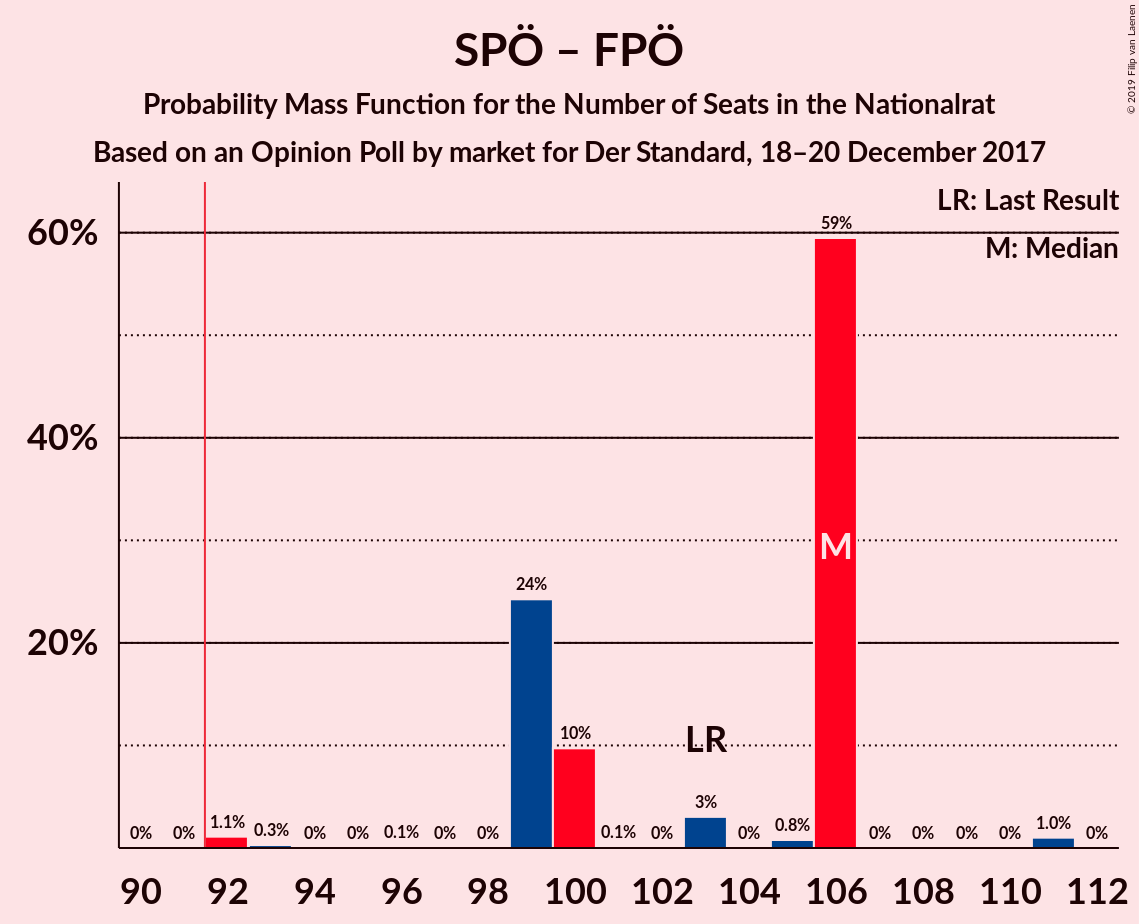 SPÖ – FPÖ
Probability Mass Function for the Number of Seats in the Nationalrat
Based on an Opinion Poll by market for Der Standard, 18–20 December 2017
© 2019 Filip van Laenen
LR: Last Result
M: Median
60%
40%
20%
0% 0% 1.1% 0.3% 0% 0% 0.1% 0% 0% 24% 10% 0.1% 0% 3% 0% 0.8% 59% 0% 0% 0% 0% 1.0% 0%
LR
M
90 92 94 96 98 100 102 104 106 108 110 112